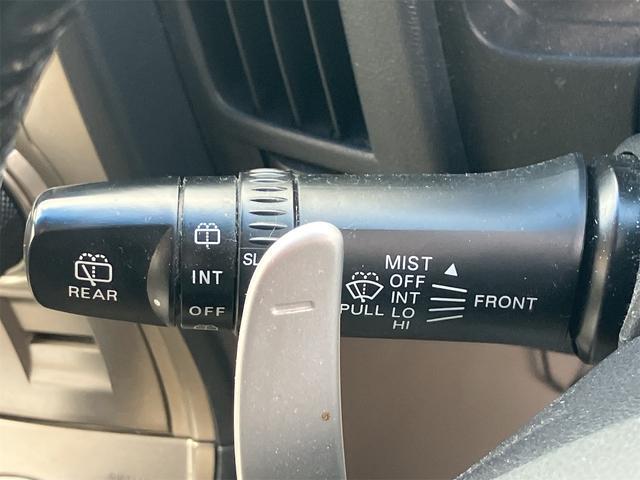 REAR
INT
OFF
SL
PULL
MIST
OFF
INT
LO
HI
FRONT